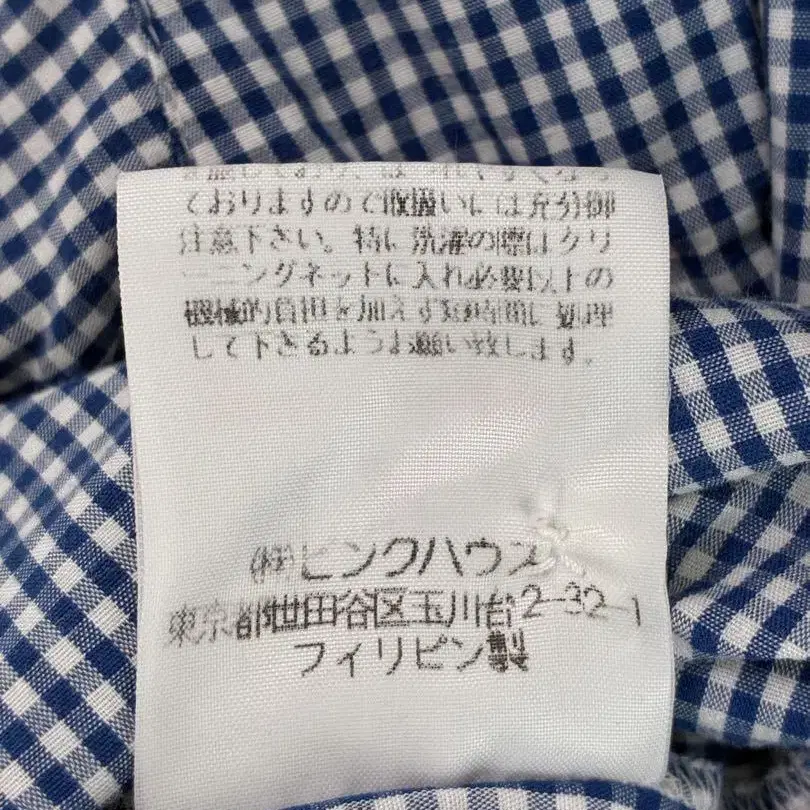 ておりますので取扱いには充分御
注意下さい。特に洗濯の際はクリ
ーニングネットに入れ必要以上の
機械的負担を加えず短時間に処理
して下さるようお願い致します。
㈱ピンクハウス
東京都世田谷区玉川台2-32-1
フィリピン製